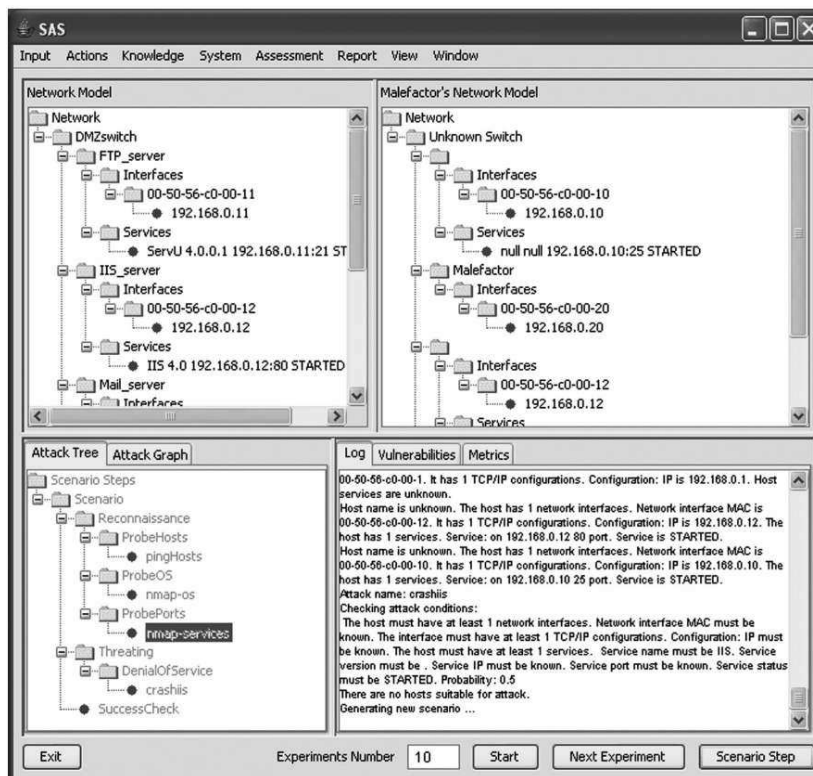 SAS
Input Actions Knowledge System Assessment Report View Window
Network Model
Network
DMZswitch
FTP_server
Interfaces
00-50-56-c0-00-11
192.168.0.11
Services
ServU 4.0.0.1 192.168.0.11:21 ST
IIS_server
Interfaces
00-50-56-c0-00-12
192.168.0.12
Services
IIS 4.0 192.168.0.12:80 STARTED
Mail_server
Interfaces
Malefactor's Network Model
Network
Unknown Switch
Interfaces
00-50-56-c0-00-10
192.168.0.10
Services
null null 192.168.0.10:25 STARTED
Malefactor
Interfaces
00-50-56-c0-00-20
192.168.0.20
Interfaces
00-50-56-c0-00-12
192.168.0.12
Services
Attack Tree Attack Graph
Scenario Steps
Scenario
Reconnaissance
ProbeHosts
pingHosts
ProbeOS
nmap-os
ProbePorts
nmap-services
Threating
DenialOfService
crashiis
SuccessCheck
Log Vulnerabilities Metrics
00-50-56-c0-00-1. It has 1 TCP/IP configurations. Configuration: IP is 192.168.0.1. Host
services are unknown.
Host name is unknown. The host has 1 network interfaces. Network interface MAC is
00-50-56-c0-00-12. It has 1 TCP/IP configurations. Configuration: IP is 192.168.0.12. The
host has 1 services. Service: on 192.168.0.12 80 port. Service is STARTED.
Host name is unknown. The host has 1 network interfaces. Network interface MAC is
00-50-56-c0-00-10. It has 1 TCP/IP configurations. Configuration: IP is 192.168.0.10. The
host has 1 services. Service: on 192.168.0.10 25 port. Service is STARTED.
Attack name: crashiis
Checking attack conditions:
The host must have at least 1 network interfaces. Network interface MAC must be
known. The interface must have at least 1 TCP/IP configurations. Configuration: IP must
be known. The host must have at least 1 services. Service name must be IIS. Service
version must be . Service IP must be known. Service port must be known. Service status
must be STARTED. Probability: 0.5
There are no hosts suitable for attack.
Generating new scenario ...
Exit Experiments Number 10 Start Next Experiment Scenario Step